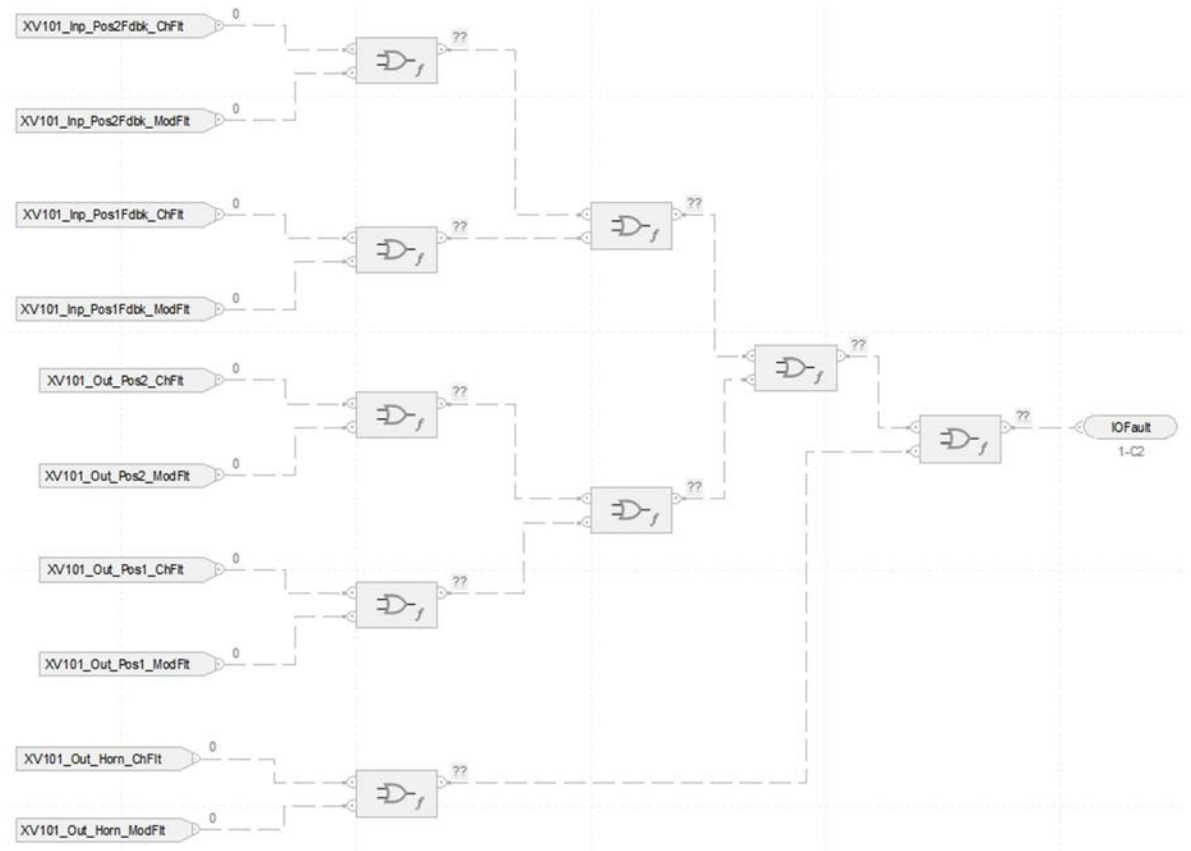 XV101_Inp_Pos2Fdbk_ChFlt
0
??
XV101_Inp_Pos2Fdbk_ModFlt
0
XV101_Inp_Pos1Fdbk_ChFlt
0
??
XV101_Inp_Pos1Fdbk_ModFlt
0
??
XV101_Out_Pos2_ChFlt
0
??
XV101_Out_Pos2_ModFlt
0
??
XV101_Out_Pos1_ChFlt
0
??
XV101_Out_Pos1_ModFlt
0
??
??
IOFault
1-C2
XV101_Out_Horn_ChFlt
0
??
XV101_Out_Horn_ModFlt
0
f
f
f
f
f
f
f
f
f